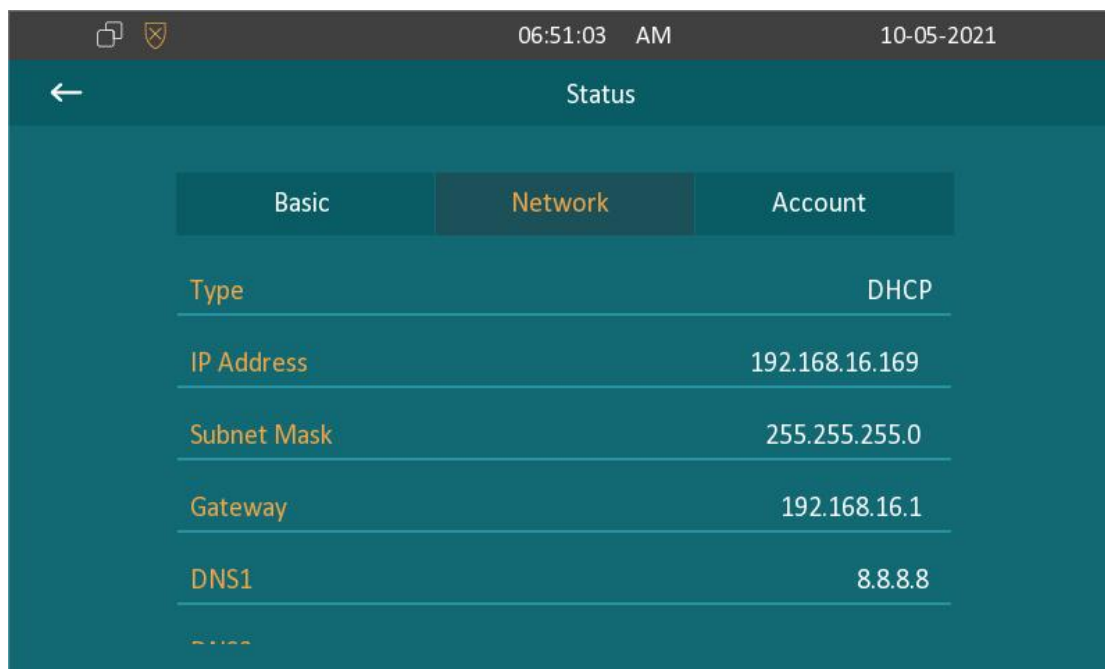 06:51:03 AM 10-05-2021
Status
Basic Network Account
Type DHCP
IP Address 192.168.16.169
Subnet Mask 255.255.255.0
Gateway 192.168.16.1
DNS1 8.8.8.8